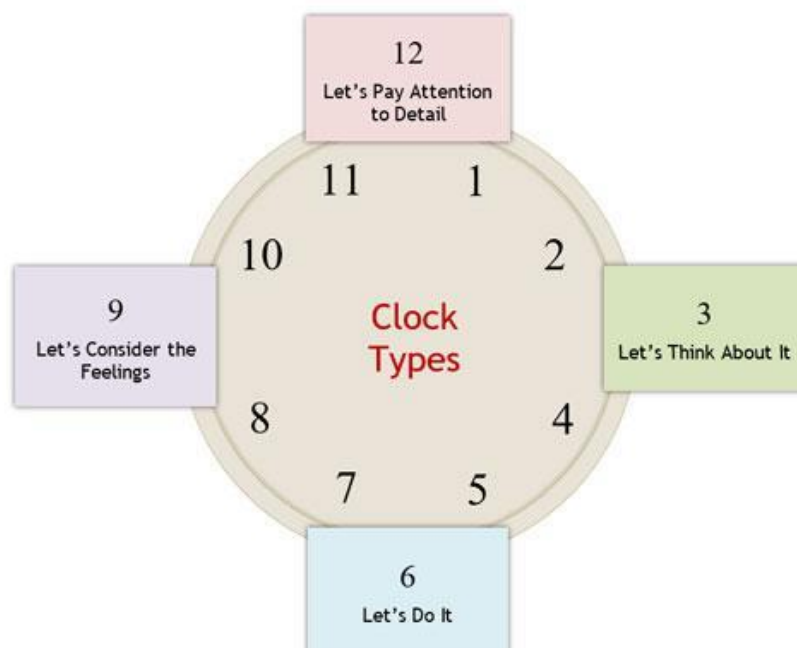 12
Let's Pay Attention
to Detail
11
1
10
2
9
Let's Consider the
Feelings
Clock
Types
3
Let's Think About It
8
4
7
5
6
Let's Do It